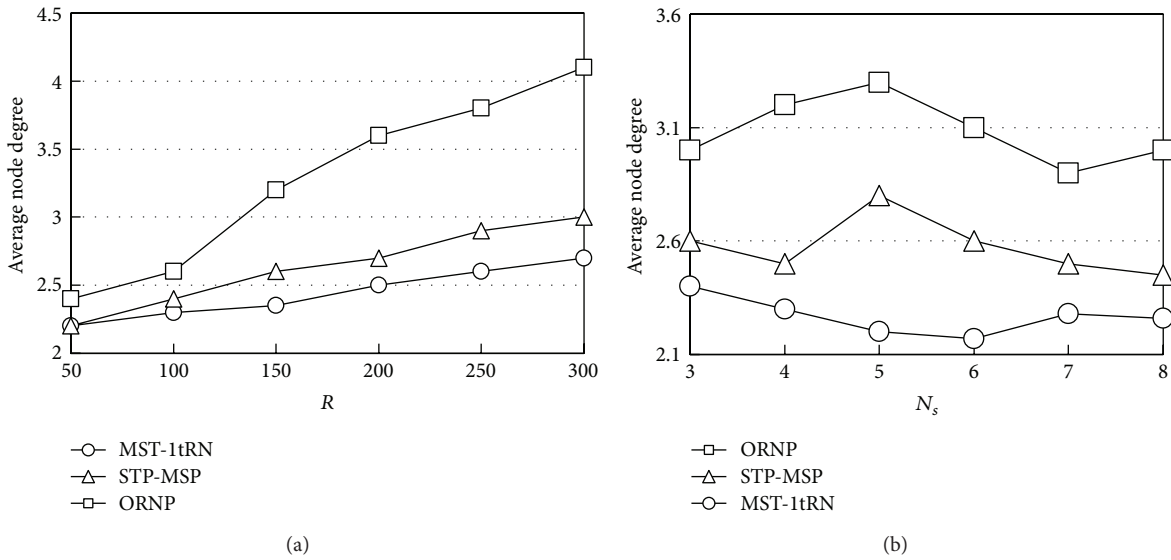 4.5
4
3.5
3
2.5
2
Average node degree
50
100
150
200
250
300
R
MST-1tRN
STP-MSP
ORNP
(a)
3.6
3.1
2.6
2.1
Average node degree
3
4
5
6
7
8
Nₛ
ORNP
STP-MSP
MST-1tRN
(b)